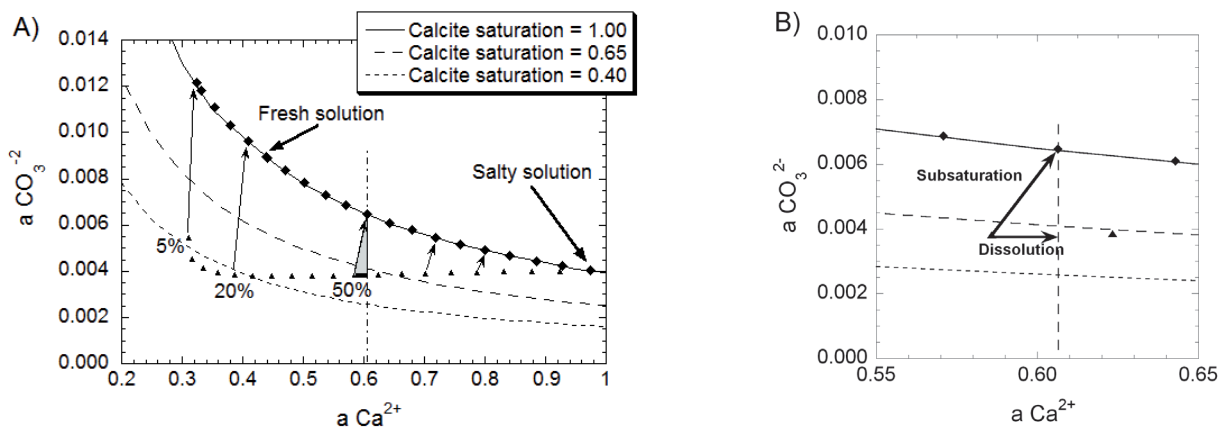 A)
Calcite saturation = 1.00
Calcite saturation = 0.65
Calcite saturation = 0.40
0.014
0.012
0.010
0.008
0.006
0.004
0.002
0.000
a CO₃⁻²
Fresh solution
Salty solution
5%
20%
50%
0.2 0.3 0.4 0.5 0.6 0.7 0.8 0.9 1
a Ca²⁺
B)
0.010
0.008
0.006
0.004
0.002
0.000
a CO₃²⁻
Subsaturation
Dissolution
0.55 0.60 0.65
a Ca²⁺